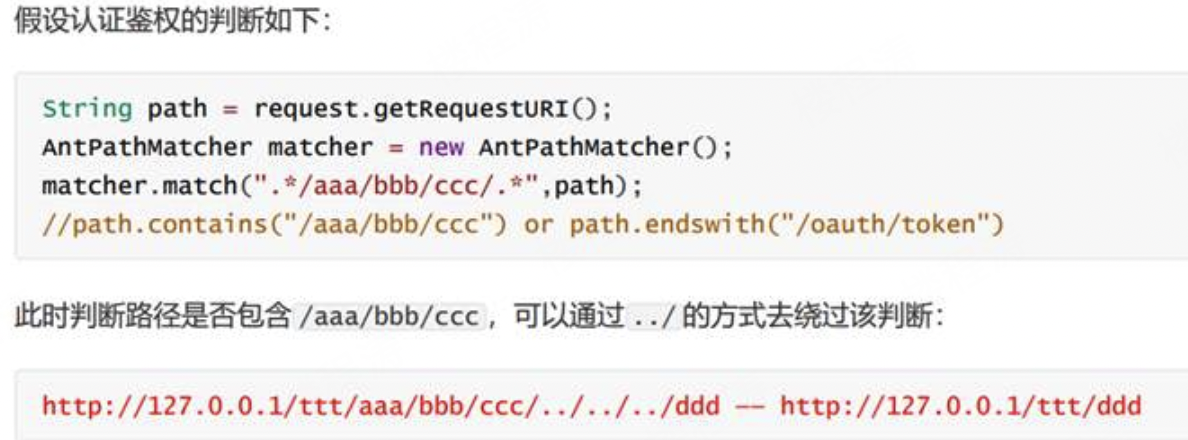 假设认证鉴权的判断如下：
String path = request.getRequestURI();
AntPathMatcher matcher = new AntPathMatcher();
matcher.match(".*/aaa/bbb/ccc/.*",path);
//path.contains("/aaa/bbb/ccc") or path.endswith("/oauth/token")
此时判断路径是否包含 /aaa/bbb/ccc，可以通过 ../ 的方式去绕过该判断：
http://127.0.0.1/ttt/aaa/bbb/ccc/../../../ddd —— http://127.0.0.1/ttt/ddd